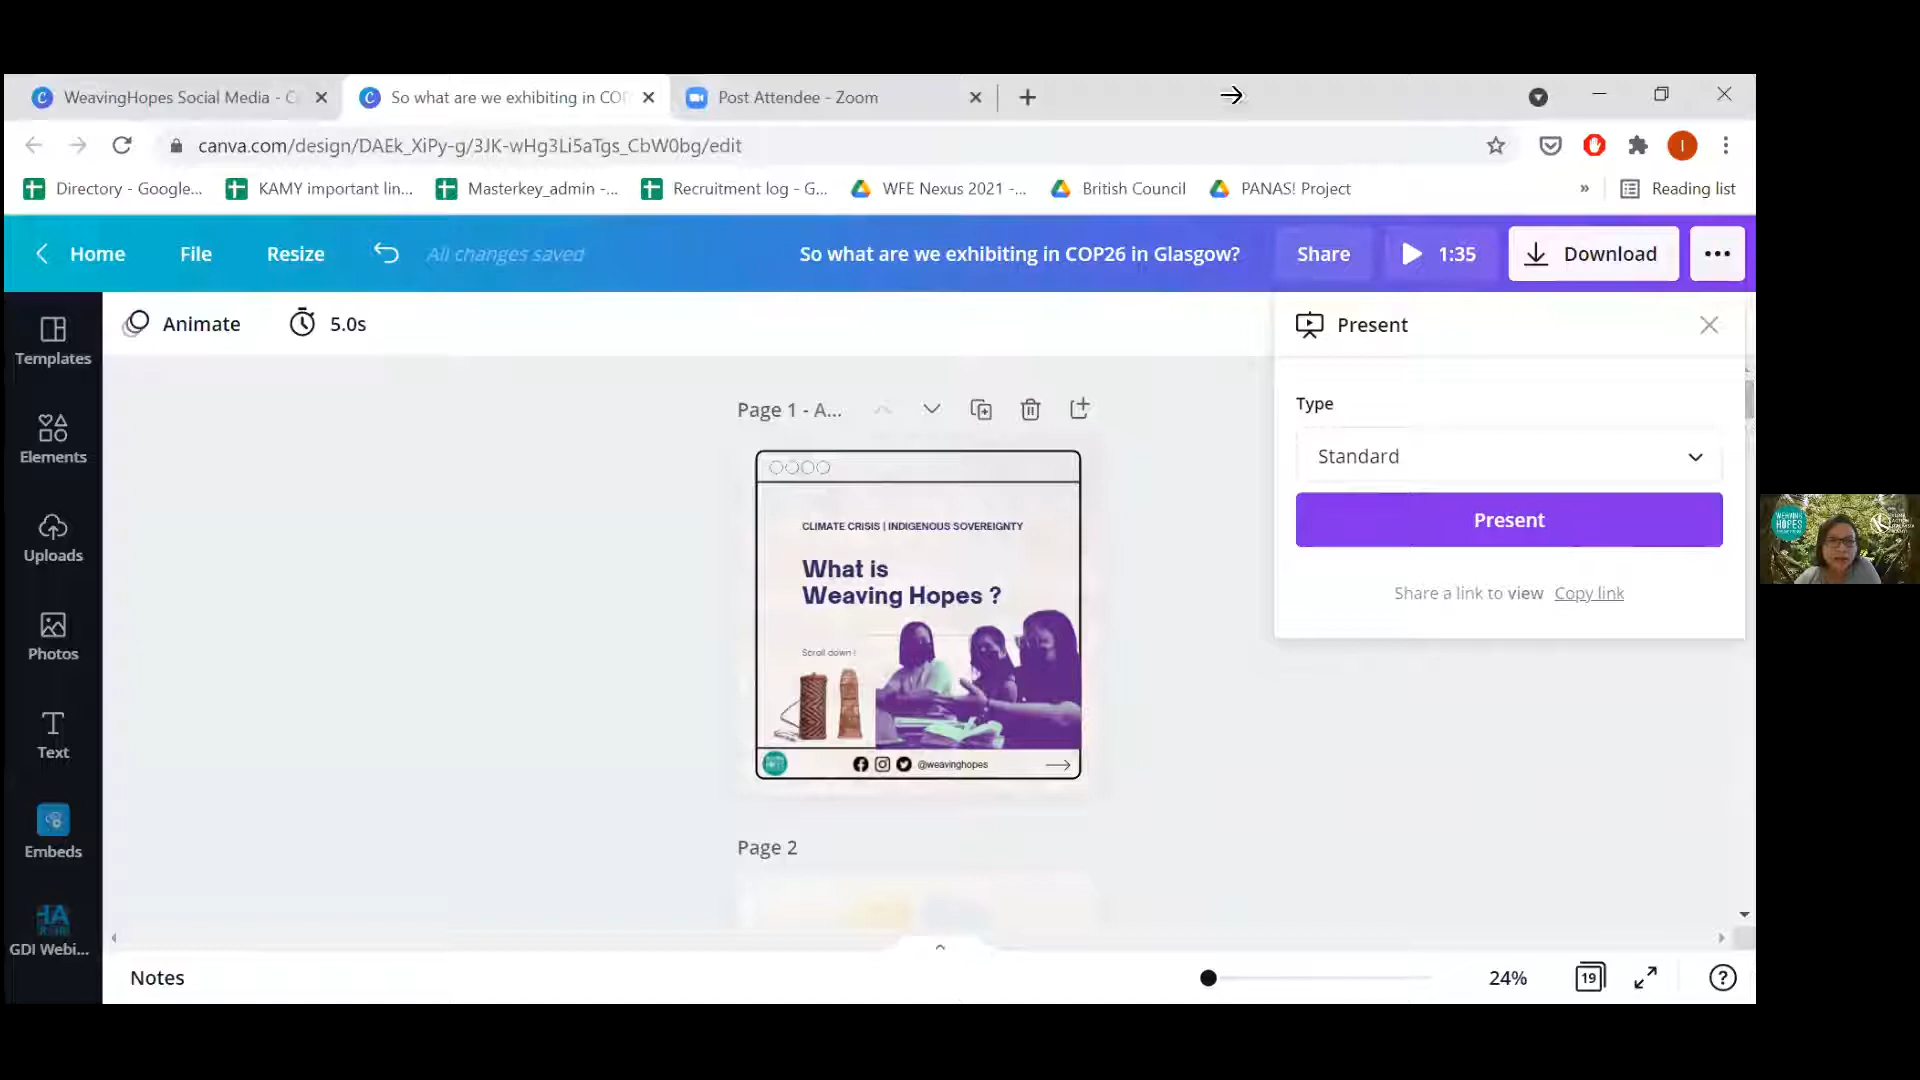 WeavingHopes Social Media - C
So what are we exhibiting in COP
Post Attendee - Zoom
canva.com/design/DAEk_XiPy-g/3JK-wHg3Li5aTgs_CbW0bg/edit
I
Directory - Google...
KAMY important lin...
Masterkey_admin -...
Recruitment log - G...
WFE Nexus 2021 -...
British Council
PANAS! Project
»
Reading list
Home
File
Resize
All changes saved
So what are we exhibiting in COP26 in Glasgow?
Share
1:35
Download
Animate
5.0s
Present
Templates
Elements
Uploads
Photos
Text
Embeds
GDI Webi...
Page 1 - A...
CLIMATE CRISIS | INDIGENOUS SOVEREIGNTY
What is
Weaving Hopes ?
Scroll down !
@weavinghopes
Page 2
Type
Standard
Present
Share a link to view Copy link
WEAVING
HOPES
Notes
24%
19
?